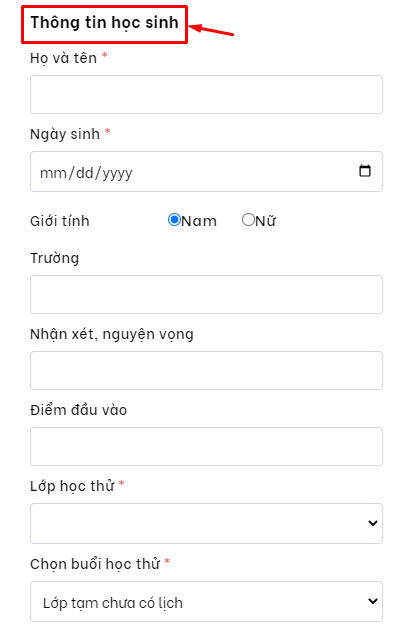 Thông tin học sinh
Họ và tên *
Ngày sinh *
mm/dd/yyyy
Giới tính Nam Nữ
Trường
Nhận xét, nguyện vọng
Điểm đầu vào
Lớp học thử *
Chọn buổi học thử *
Lớp tạm chưa có lịch